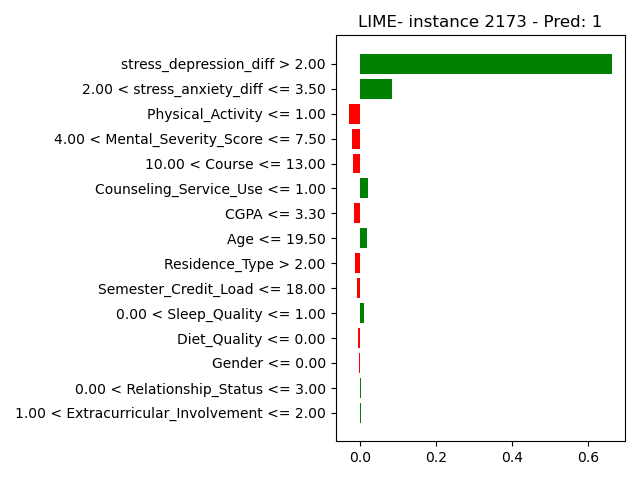 LIME- instance 2173 - Pred: 1
stress_depression_diff > 2.00
2.00 < stress_anxiety_diff <= 3.50
Physical_Activity <= 1.00
4.00 < Mental_Severity_Score <= 7.50
10.00 < Course <= 13.00
Counseling_Service_Use <= 1.00
CGPA <= 3.30
Age <= 19.50
Residence_Type > 2.00
Semester_Credit_Load <= 18.00
0.00 < Sleep_Quality <= 1.00
Diet_Quality <= 0.00
Gender <= 0.00
0.00 < Relationship_Status <= 3.00
1.00 < Extracurricular_Involvement <= 2.00
0.0 0.2 0.4 0.6